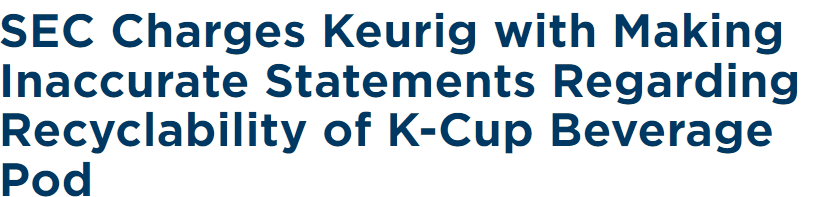 SEC Charges Keurig with Making
Inaccurate Statements Regarding
Recyclability of K-Cup Beverage
Pod